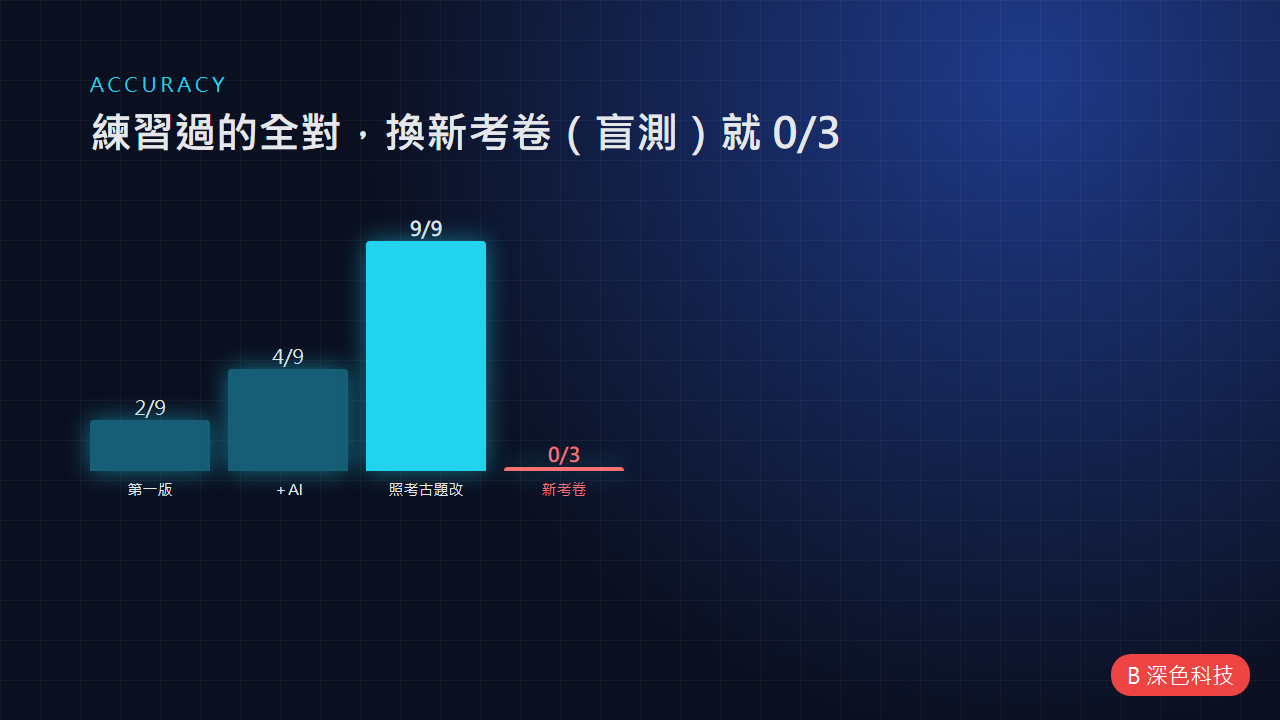 ACCURACY
練習過的全對，換新考卷（盲測）就 0/3
9/9
4/9
2/9
0/3
第一版
+ AI
照考古題改
新考卷
B 深色科技